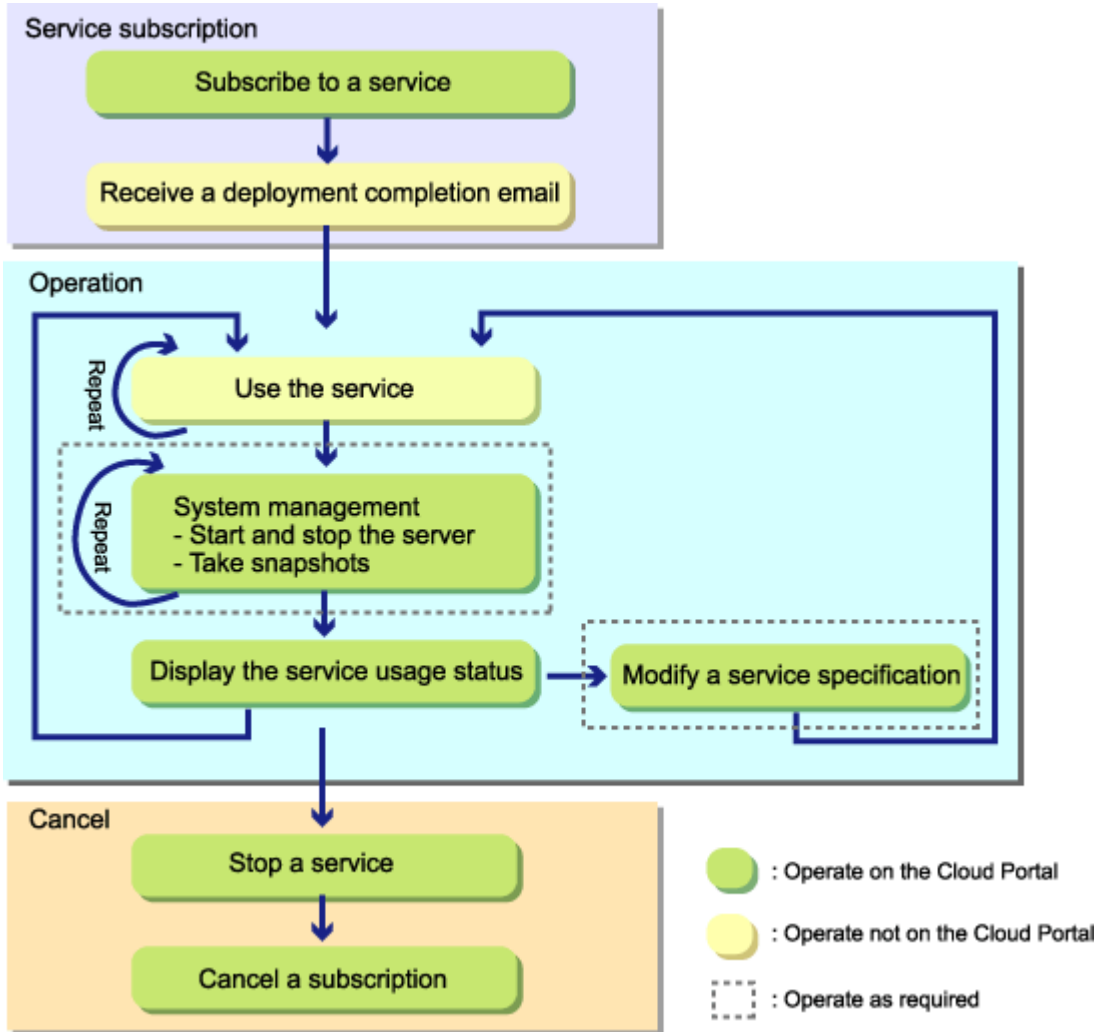 Service subscription
Subscribe to a service
Receive a deployment completion email
Operation
Repeat
Use the service
Repeat
System management
- Start and stop the server
- Take snapshots
Display the service usage status
Modify a service specification
Cancel
Stop a service
Cancel a subscription
: Operate on the Cloud Portal
: Operate not on the Cloud Portal
: Operate as required